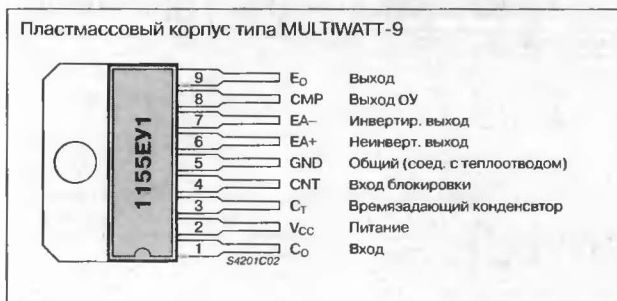 Пластмассовый корпус типа MULTIWATT-9
1155ЕУ1
9 EO Выход
8 CMP Выход ОУ
7 EA– Инвертир. выход
6 EA+ Неинверт. выход
5 GND Общий (соед. с теплоотводом)
4 CNT Вход блокировки
3 CT Времязадающий конденсвтор
2 VCC Питание
1 CO Вход
S4201C02